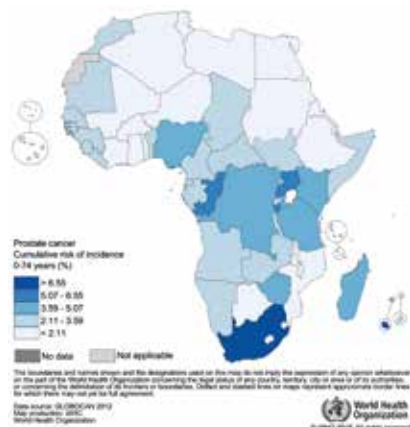 Prostate cancer
Cumulative risk of incidence
0-74 years (%)
> 6.55
5.07 - 6.55
3.59 - 5.07
2.11 - 3.59
< 2.11
No data
Not applicable
The boundaries and names shown and the designations used on this map do not imply the expression of any opinion whatsoever
on the part of the World Health Organization concerning the legal status of any country, territory, city or area or of its authorities,
or concerning the delimitation of its frontiers or boundaries. Dotted and dashed lines on maps represent approximate border lines
for which there may not yet be full agreement.
Data source: GLOBOCAN 2012
Map production: IARC
World Health Organization
World Health
Organization